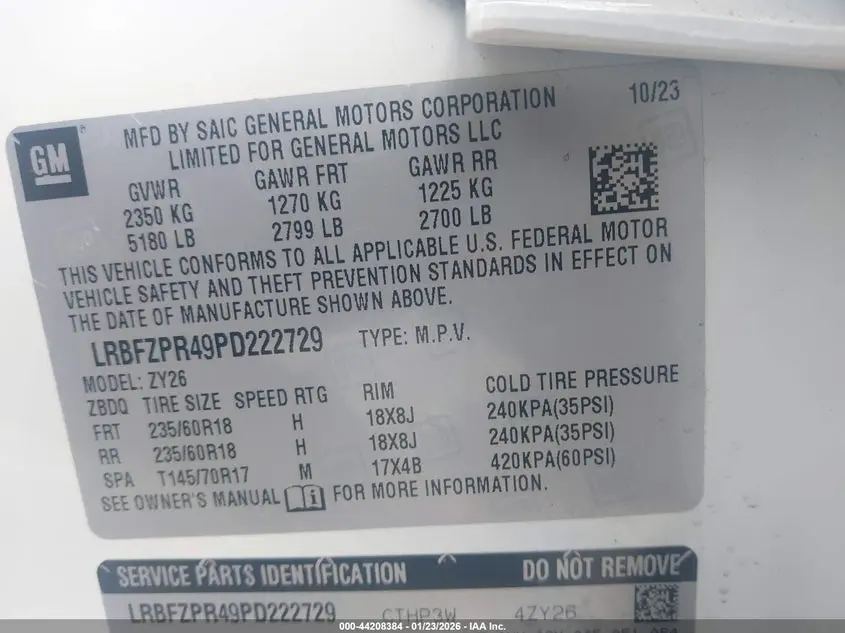 GM
10/23
MFD BY SAIC GENERAL MOTORS CORPORATION
LIMITED FOR GENERAL MOTORS LLC
GVWR GAWR FRT GAWR RR
2350 KG 1270 KG 1225 KG
5180 LB 2799 LB 2700 LB
THIS VEHICLE CONFORMS TO ALL APPLICABLE U.S. FEDERAL MOTOR
VEHICLE SAFETY AND THEFT PREVENTION STANDARDS IN EFFECT ON
THE DATE OF MANUFACTURE SHOWN ABOVE.
LRBFZPR49PD222729 TYPE: M.P.V.
MODEL: ZY26
ZBDQ TIRE SIZE SPEED RTG RIM COLD TIRE PRESSURE
FRT 235/60R18 H 18X8J 240KPA(35PSI)
RR 235/60R18 H 18X8J 240KPA(35PSI)
SPA T145/70R17 M 17X4B 420KPA(60PSI)
SEE OWNER'S MANUAL FOR MORE INFORMATION.
SERVICE PARTS IDENTIFICATION DO NOT REMOVE
LRBFZPR49PD222729 CTHP3W 4ZY26
000-44208384 | 01/23/2026 | IAA Inc.